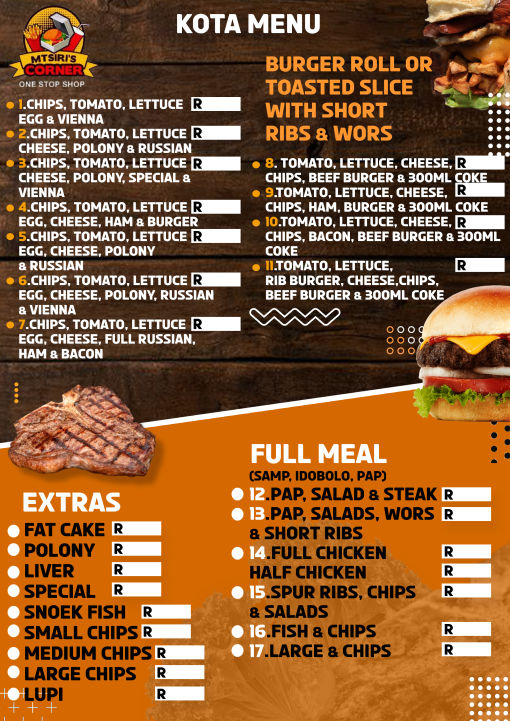 MTSIRI'S
CORNER
ONE STOP SHOP
KOTA MENU
1.CHIPS, TOMATO, LETTUCE R
EGG & VIENNA
2.CHIPS, TOMATO, LETTUCE R
CHEESE, POLONY & RUSSIAN
3.CHIPS, TOMATO, LETTUCE R
CHEESE, POLONY, SPECIAL &
VIENNA
4.CHIPS, TOMATO, LETTUCE R
EGG, CHEESE, HAM & BURGER
5.CHIPS, TOMATO, LETTUCE R
EGG, CHEESE, POLONY
& RUSSIAN
6.CHIPS, TOMATO, LETTUCE R
EGG, CHEESE, POLONY, RUSSIAN
& VIENNA
7.CHIPS, TOMATO, LETTUCE R
EGG, CHEESE, FULL RUSSIAN,
HAM & BACON
BURGER ROLL OR
TOASTED SLICE
WITH SHORT
RIBS & WORS
8. TOMATO, LETTUCE, CHEESE, R
CHIPS, BEEF BURGER & 300ML COKE
9.TOMATO, LETTUCE, CHEESE, R
CHIPS, HAM, BURGER & 300ML COKE
10.TOMATO, LETTUCE, CHEESE, R
CHIPS, BACON, BEEF BURGER & 300ML
COKE
11.TOMATO, LETTUCE, R
RIB BURGER, CHEESE,CHIPS,
BEEF BURGER & 300ML COKE
EXTRAS
FAT CAKE R
POLONY R
LIVER R
SPECIAL R
SNOEK FISH R
SMALL CHIPS R
MEDIUM CHIPS R
LARGE CHIPS R
LUPI R
FULL MEAL
(SAMP, IDOBOLO, PAP)
12.PAP, SALAD & STEAK R
13.PAP, SALADS, WORS R
& SHORT RIBS
14.FULL CHICKEN R
HALF CHICKEN R
15.SPUR RIBS, CHIPS R
& SALADS
16.FISH & CHIPS R
17.LARGE & CHIPS R